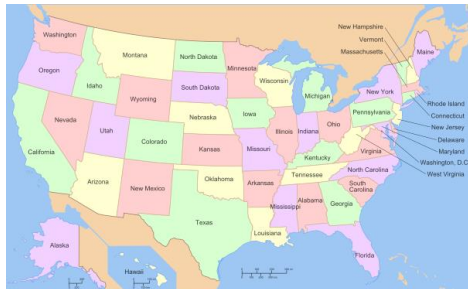 New Hampshire
Vermont
Massachusetts
Washington
Montana
North Dakota
Minnesota
Maine
Oregon
Idaho
Wyoming
South Dakota
Wisconsin
Michigan
New York
Rhode Island
Connecticut
New Jersey
Delaware
Maryland
Washington, D.C
West Virginia
Nevada
Utah
Colorado
Nebraska
Iowa
Illinois
Indiana
Ohio
Pennsylvania
California
Kansas
Missouri
Kentucky
Virginia
Arizona
New Mexico
Oklahoma
Arkansas
Tennessee
North Carolina
South
Carolina
Texas
Louisiana
Mississippi
Alabama
Georgia
Florida
Alaska
Hawaii